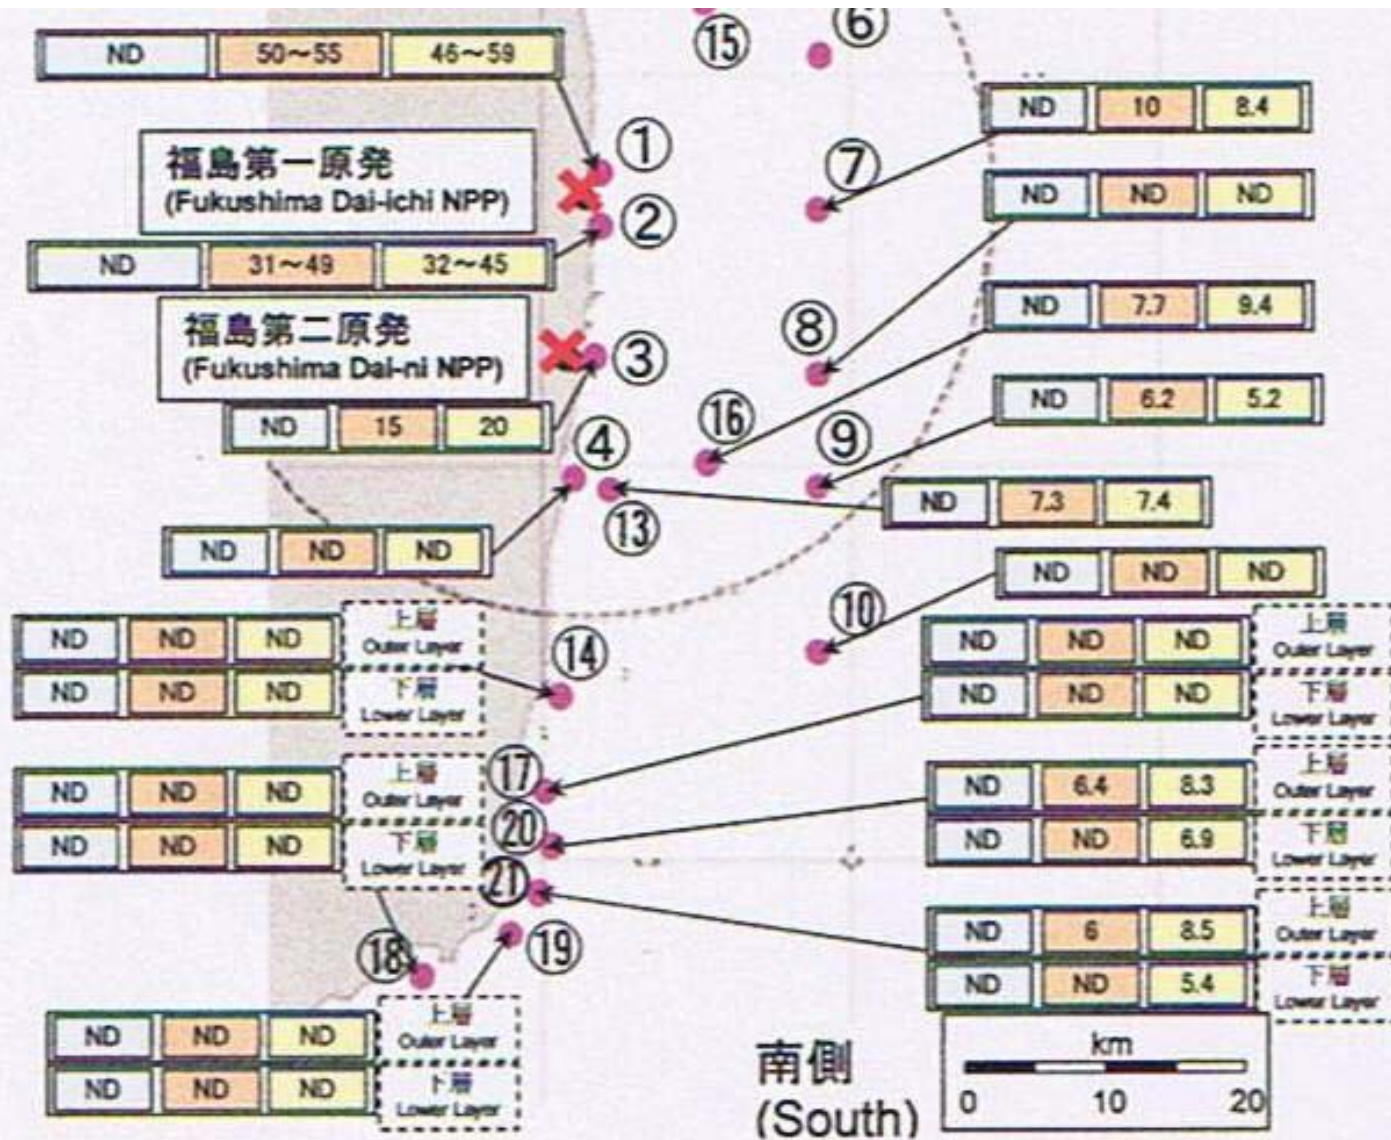 ⑮
⑥
ND 50～55 46～59
ND 10 8.4
①
福島第一原発
(Fukushima Dai-ichi NPP)
⑦
ND ND ND
②
ND 31～49 32～45
福島第二原発
(Fukushima Dai-ni NPP)
ND 7.7 9.4
⑧
③
ND 15 20
ND 6.2 5.2
④
⑯
⑨
ND 7.3 7.4
⑬
ND ND ND
ND ND ND
⑩
ND ND ND 上層
Outer Layer
ND ND ND 下層
Lower Layer
⑭
ND ND ND 上層
Outer Layer
ND ND ND 下層
Lower Layer
⑰
ND ND ND 上層
Outer Layer
ND ND ND 下層
Lower Layer
⑳
ND 6.4 8.3 上層
Outer Layer
ND ND 6.9 下層
Lower Layer
㉑
ND 6 8.5 上層
Outer Layer
ND ND 5.4 下層
Lower Layer
⑱
⑲
ND ND ND 上層
Outer Layer
ND ND ND 下層
Lower Layer
南側
(South)
km
0 10 20